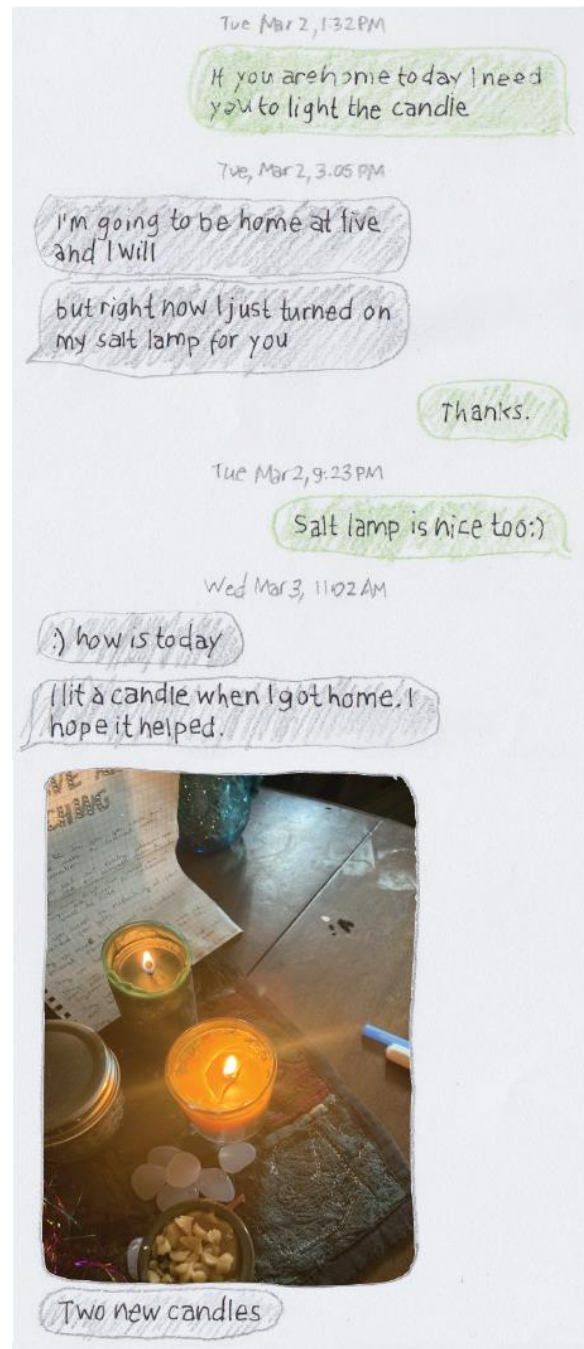 Tue Mar 2, 1:32 PM
If you are home today I need
you to light the candle
Tue, Mar 2, 3:05 PM
I'm going to be home at five
and I will
but right now I just turned on
my salt lamp for you
Thanks.
Tue Mar 2, 9:23 PM
Salt lamp is nice too:)
Wed Mar 3, 11:02 AM
:) how is today
I lit a candle when I got home. I
hope it helped.
Two new candles